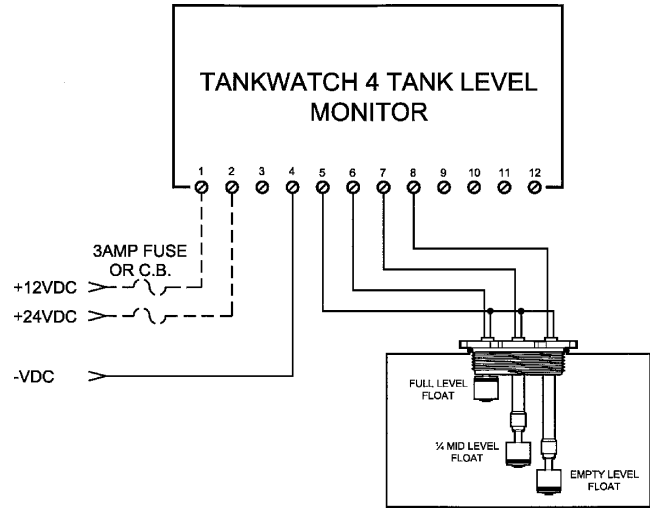 TANKWATCH 4 TANK LEVEL
MONITOR
1 2 3 4 5 6 7 8 9 10 11 12
3AMP FUSE
OR C.B.
+12VDC
+24VDC
-VDC
FULL LEVEL
FLOAT
¼ MID LEVEL
FLOAT
EMPTY LEVEL
FLOAT